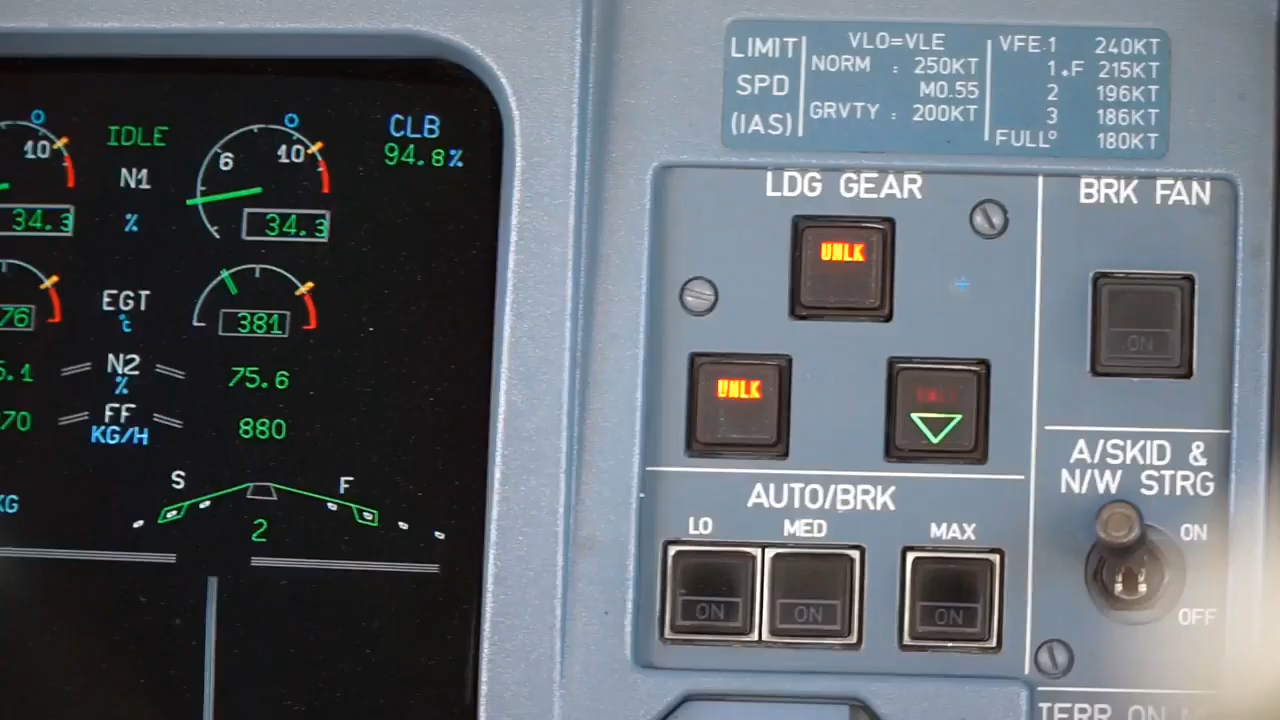 IDLE
N1
%
10
34.3
6
10
34.3
CLB
94.8%
EGT
°C
76
381
5.1
N2
%
75.6
70
FF
KG/H
880
KG
S
F
2
LIMIT
SPD
(IAS)
VLO=VLE
NORM : 250KT
M0.55
GRVTY : 200KT
VFE 1 240KT
1+F 215KT
2 196KT
3 186KT
FULL 180KT
LDG GEAR
UNLK
UNLK
UNLK
BRK FAN
ON
AUTO/BRK
LO
MED
MAX
ON
ON
ON
A/SKID &
N/W STRG
ON
OFF
TERR ON